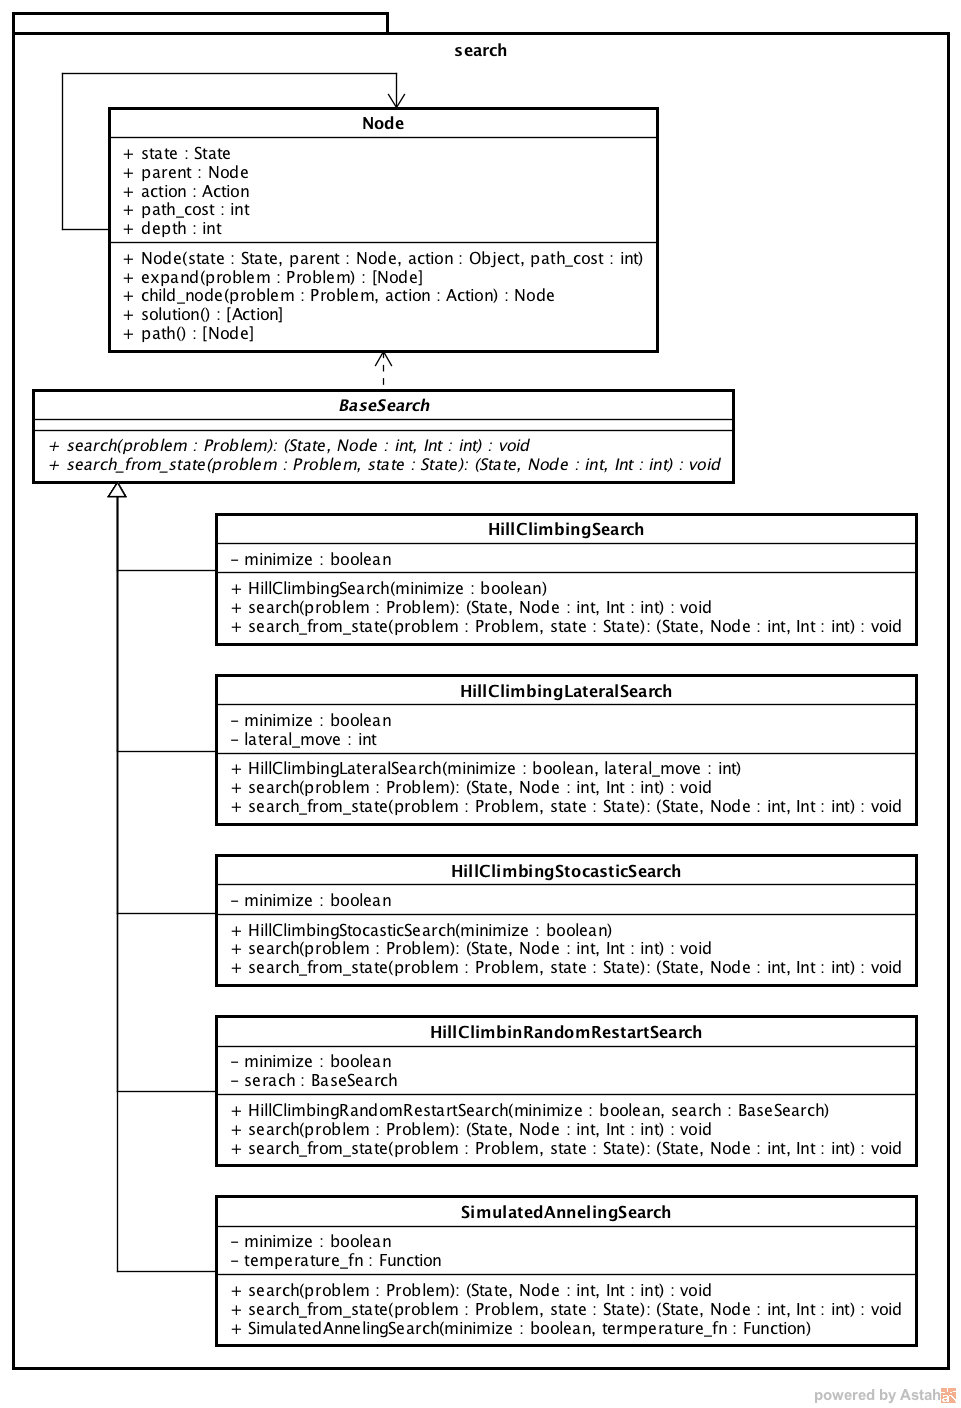 search
Node
+ state : State
+ parent : Node
+ action : Action
+ path_cost : int
+ depth : int
+ Node(state : State, parent : Node, action : Object, path_cost : int)
+ expand(problem : Problem) : [Node]
+ child_node(problem : Problem, action : Action) : Node
+ solution() : [Action]
+ path() : [Node]
BaseSearch
+ search(problem : Problem): (State, Node : int, Int : int) : void
+ search_from_state(problem : Problem, state : State): (State, Node : int, Int : int) : void
HillClimbingSearch
- minimize : boolean
+ HillClimbingSearch(minimize : boolean)
+ search(problem : Problem): (State, Node : int, Int : int) : void
+ search_from_state(problem : Problem, state : State): (State, Node : int, Int : int) : void
HillClimbingLateralSearch
- minimize : boolean
- lateral_move : int
+ HillClimbingLateralSearch(minimize : boolean, lateral_move : int)
+ search(problem : Problem): (State, Node : int, Int : int) : void
+ search_from_state(problem : Problem, state : State): (State, Node : int, Int : int) : void
HillClimbingStocasticSearch
- minimize : boolean
+ HillClimbingStocasticSearch(minimize : boolean)
+ search(problem : Problem): (State, Node : int, Int : int) : void
+ search_from_state(problem : Problem, state : State): (State, Node : int, Int : int) : void
HillClimbinRandomRestartSearch
- minimize : boolean
- serach : BaseSearch
+ HillClimbingRandomRestartSearch(minimize : boolean, search : BaseSearch)
+ search(problem : Problem): (State, Node : int, Int : int) : void
+ search_from_state(problem : Problem, state : State): (State, Node : int, Int : int) : void
SimulatedAnnelingSearch
- minimize : boolean
- temperature_fn : Function
+ search(problem : Problem): (State, Node : int, Int : int) : void
+ search_from_state(problem : Problem, state : State): (State, Node : int, Int : int) : void
+ SimulatedAnnelingSearch(minimize : boolean, termperature_fn : Function)
powered by Astah